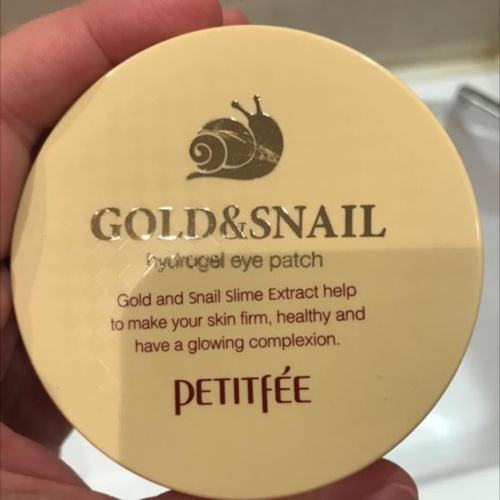 GOLD&SNAIL
hydrogel eye patch
Gold and Snail Slime Extract help
to make your skin firm, healthy and
have a glowing complexion.
PETITFÉE